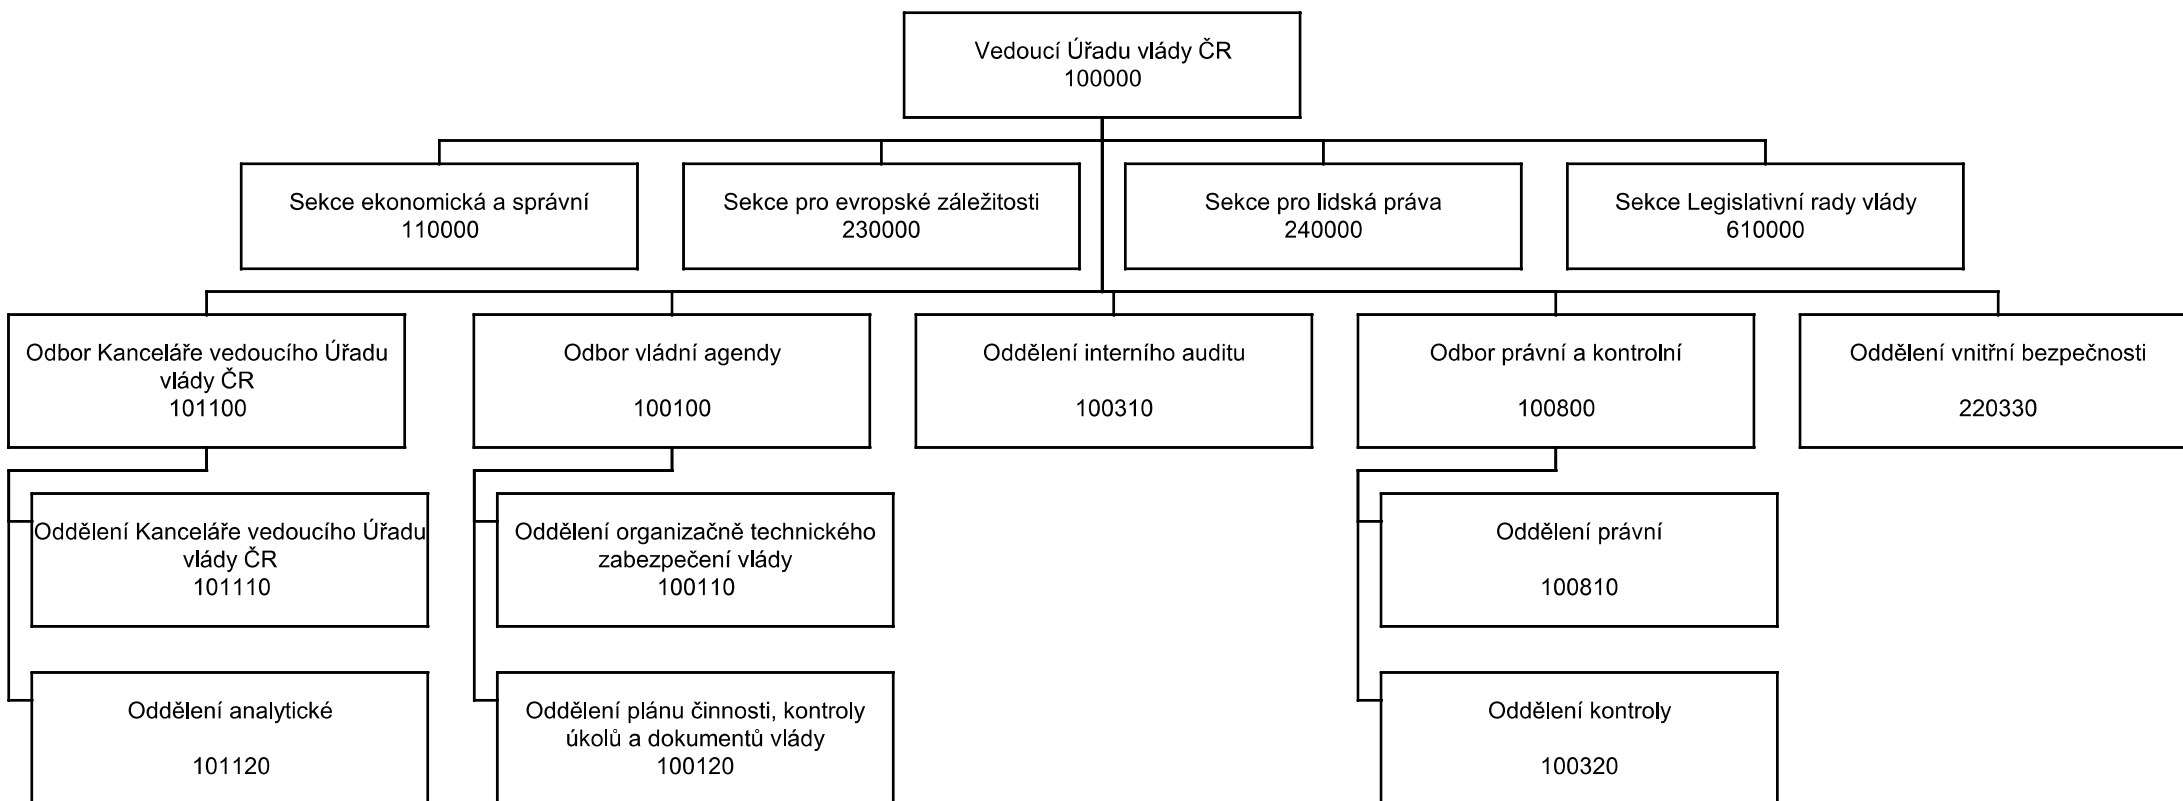 Vedoucí Úřadu vlády ČR
100000
Sekce ekonomická a správní
110000
Sekce pro evropské záležitosti
230000
Sekce pro lidská práva
240000
Sekce Legislativní rady vlády
610000
Odbor Kanceláře vedoucího Úřadu
vlády ČR
101100
Odbor vládní agendy
100100
Oddělení interního auditu
100310
Odbor právní a kontrolní
100800
Oddělení vnitřní bezpečnosti
220330
Oddělení Kanceláře vedoucího Úřadu
vlády ČR
101110
Oddělení organizačně technického
zabezpečení vlády
100110
Oddělení právní
100810
Oddělení analytické
101120
Oddělení plánu činnosti, kontroly
úkolů a dokumentů vlády
100120
Oddělení kontroly
100320